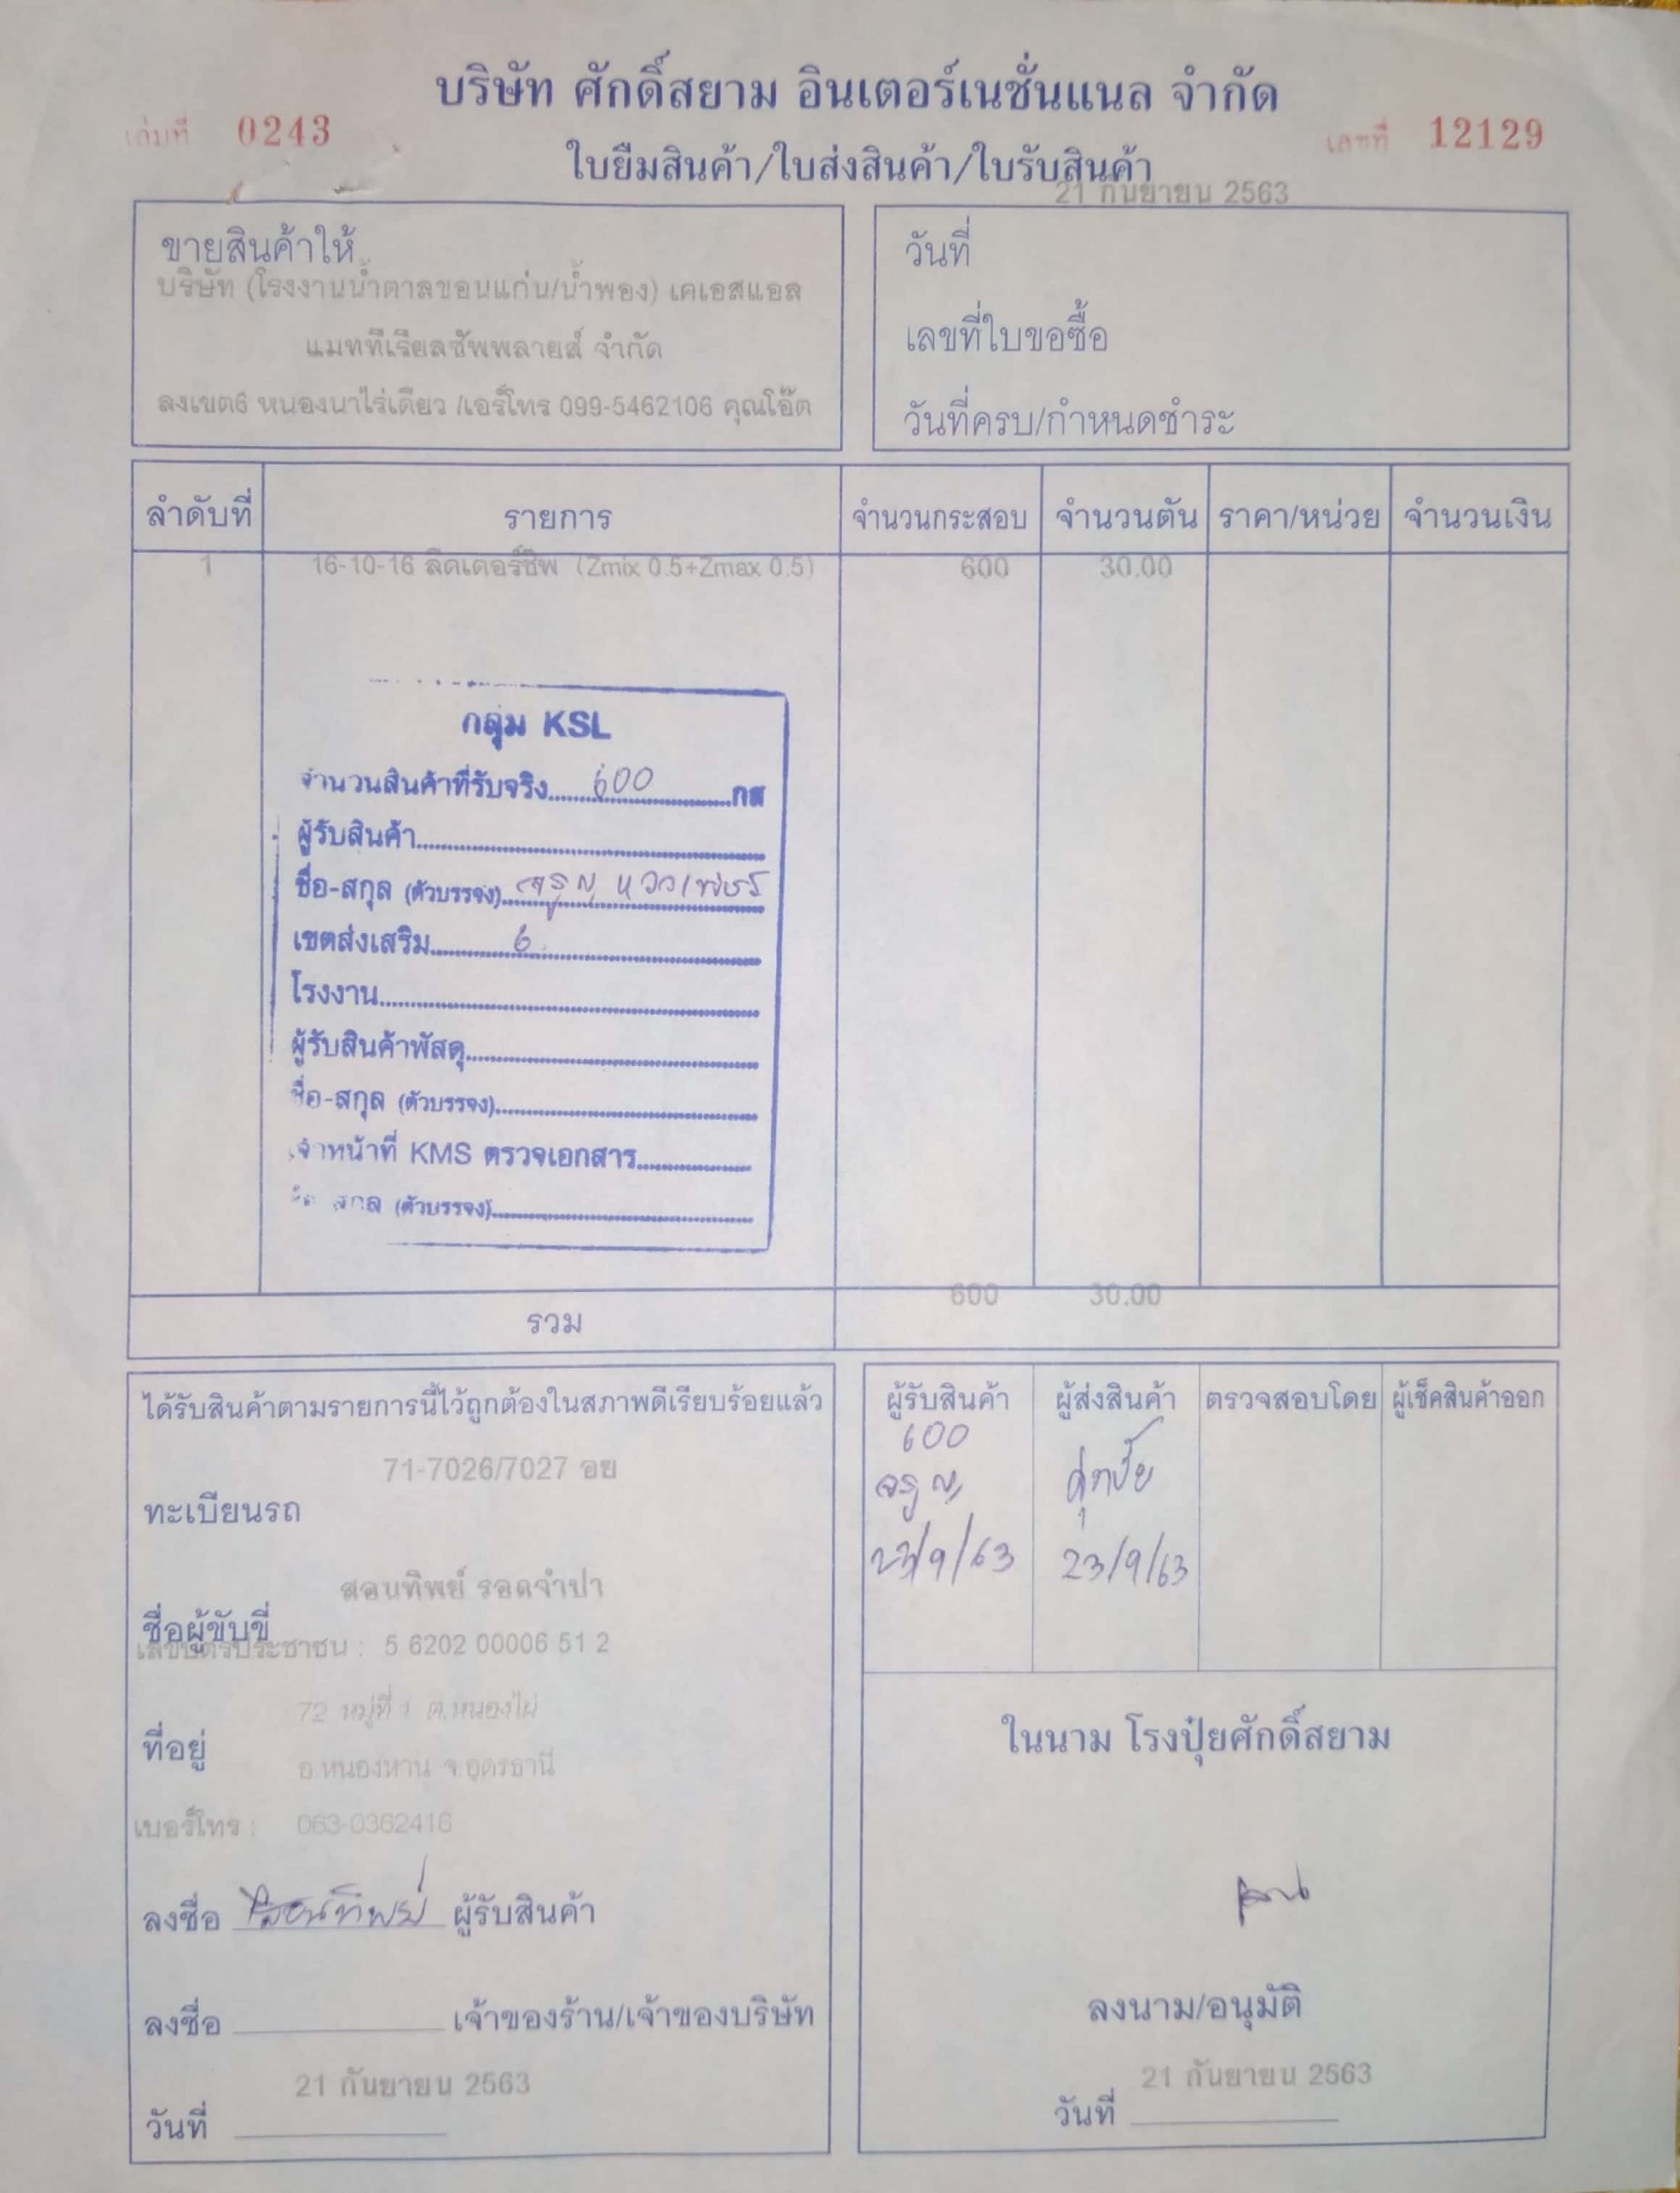 บริษัท ศักดิ์สยาม อินเตอร์เนชั่นแนล จำกัด
เล่มที่ 0243
เลขที่ 12129
ใบยืมสินค้า/ใบส่งสินค้า/ใบรับสินค้า
21 กันยายน 2563
ขายสินค้าให้
บริษัท (โรงงานน้ำตาลขอนแก่น/น้ำพอง) เคเอสแอล
แมททีเรียลซัพพลายส์ จำกัด
ลงเขต6 หนองนาไร่เดียว /เอร์โทร 099-5462106 คุณโอ๊ต
วันที่
เลขที่ใบขอซื้อ
วันที่ครบ/กำหนดชำระ
ลำดับที่ รายการ จำนวนกระสอบ จำนวนตัน ราคา/หน่วย จำนวนเงิน
1 16-10-16 ลีดเดอร์ชิพ (Zmix 0.5+Zmax 0.5) 600 30.00
กลุ่ม KSL
จำนวนสินค้าที่รับจริง 600 กส
ผู้รับสินค้า
ชื่อ-สกุล (ตัวบรรจง) จรูญ
เขตส่งเสริม 6
โรงงาน
ผู้รับสินค้าพัสดุ
ชื่อ-สกุล (ตัวบรรจง)
เจ้าหน้าที่ KMS ตรวจเอกสาร
ชื่อ-สกุล (ตัวบรรจง)
รวม 600 30.00
ได้รับสินค้าตามรายการนี้ไว้ถูกต้องในสภาพดีเรียบร้อยแล้ว
71-7026/7027 อย
ทะเบียนรถ
สอนทิพย์ รอดจำปา
ชื่อผู้ขับขี่
เลขบัตรประชาชน : 5 6202 00006 51 2
72 หมู่ที่ 1 ต.หนองไผ่
ที่อยู่
อ.หนองหาน จ.อุดรธานี
เบอร์โทร : 063-0362416
ลงชื่อ สอนทิพย์ ผู้รับสินค้า
ลงชื่อ เจ้าของร้าน/เจ้าของบริษัท
21 กันยายน 2563
วันที่
ผู้รับสินค้า ผู้ส่งสินค้า ตรวจสอบโดย ผู้เช็คสินค้าออก
600
จรูญ
23/9/63 23/9/63
ในนาม โรงปุ๋ยศักดิ์สยาม
ลงนาม/อนุมัติ
21 กันยายน 2563
วันที่